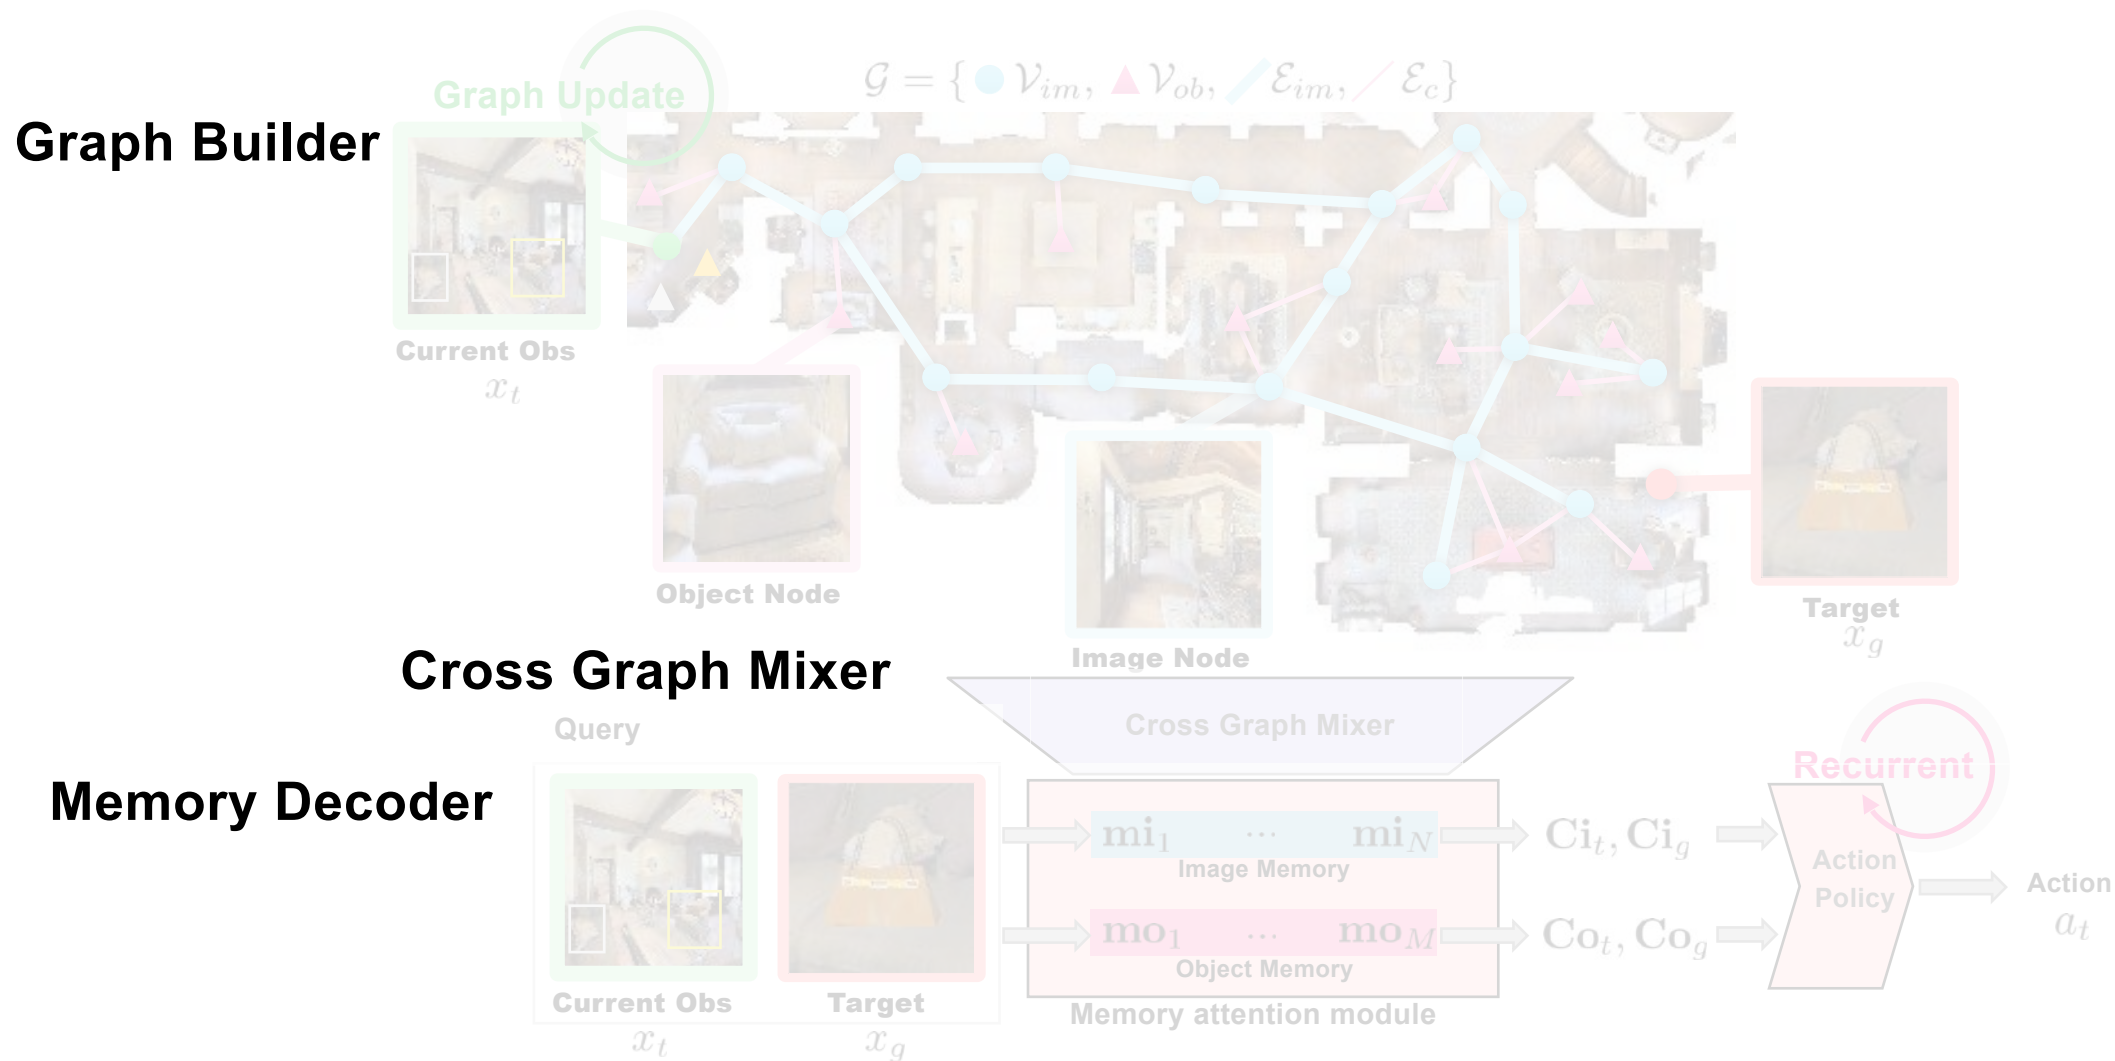 Graph Update
𝒢 = { 𝒱_im, 𝒱_ob, ℰ_im, ℰ_c}
Graph Builder
Current Obs
x_t
Object Node
Image Node
Target
x_g
Cross Graph Mixer
Cross Graph Mixer
Query
Recurrent
Memory Decoder
mi_1 ... mi_N
Image Memory
Ci_t, Ci_g
Action
Policy
Action
a_t
mo_1 ... mo_M
Object Memory
Co_t, Co_g
Current Obs
x_t
Target
x_g
Memory attention module